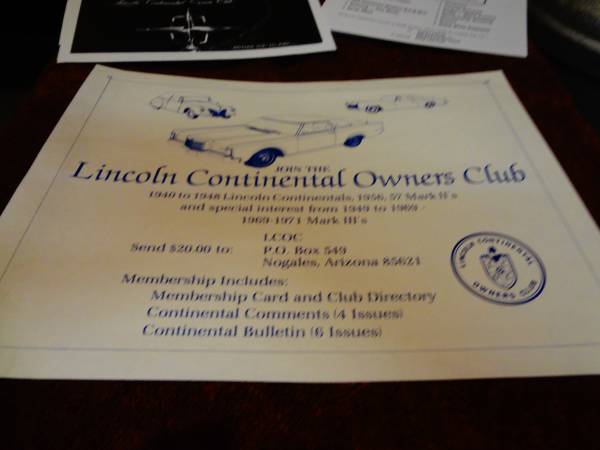 JOIN THE
Lincoln Continental Owners Club
1940 to 1948 Lincoln Continentals, 1956, 57 Mark II's
and special interest from 1949 to 1969
1969-1971 Mark III's
Send $20.00 to:
LCOC
P.O. Box 549
Nogales, Arizona 85621
Membership Includes:
Membership Card and Club Directory
Continental Comments (4 Issues)
Continental Bulletin (6 Issues)
LINCOLN CONTINENTAL
OWNERS CLUB